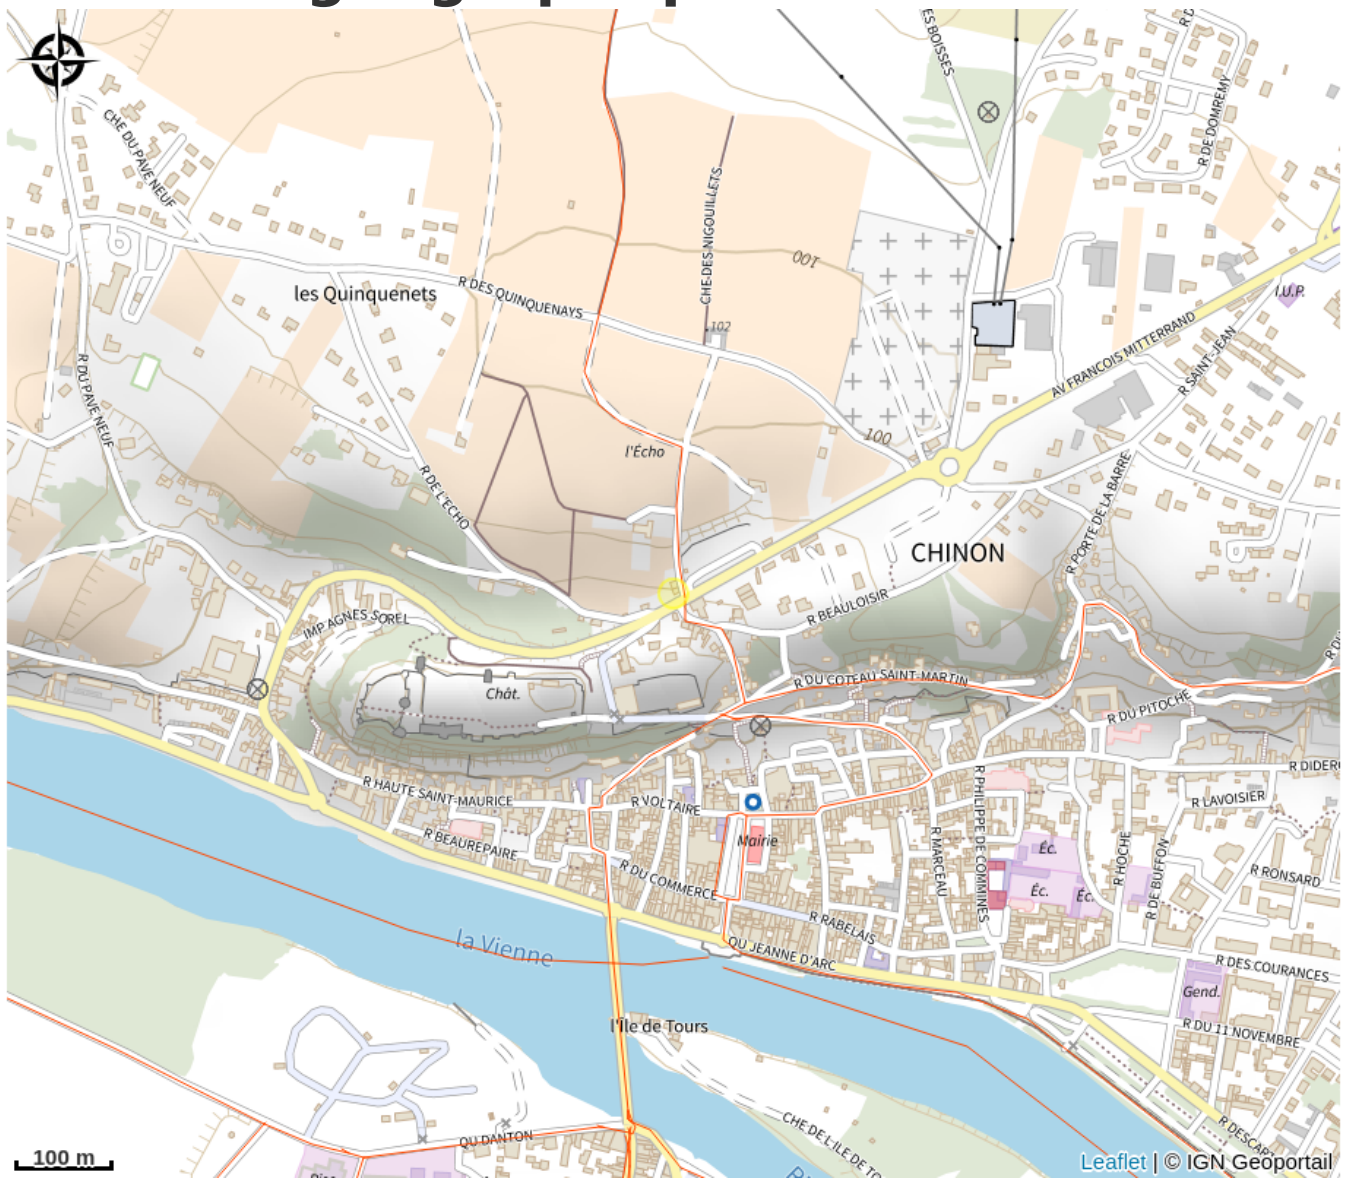 ES BOISSES
R D
R DE DOMREMY
CHE DU PAVE NEUF
CHE-DES-NIGOUILLETS
100
les Quinquenets
R DES QUINQUENAYS
102
I.U.P.
AV FRANCOIS MITTERRAND
R SAINT-JEAN
R DU PAVE NEUF
100
l'Écho
R DE L'ECHO
R PORTE DE LA BARRE
CHINON
R BEAULOISIR
IMP AGNES SOREL
R DU
Chât.
R DU COTEAU SAINT-MARTIN
R DU PITOCHE
R DIDERO
R HAUTE SAINT-MAURICE
R VOLTAIRE
R LAVOISIER
R PHILIPPE DE COMMINES
Mairie
R BEAUREPAIRE
R MARCEAU
Éc.
R HOCHE
R DE BUFFON
R RONSARD
R DU COMMERCE
Éc.
Éc.
R RABELAIS
la Vienne
QU JEANNE D'ARC
R DES COURANCES
Gend.
l'Île de Tours
R DU 11 NOVEMBRE
CHE DE L'ILE DE TO
QU DANTON
R DESCAR
100 m
Leaflet | © IGN Geoportail